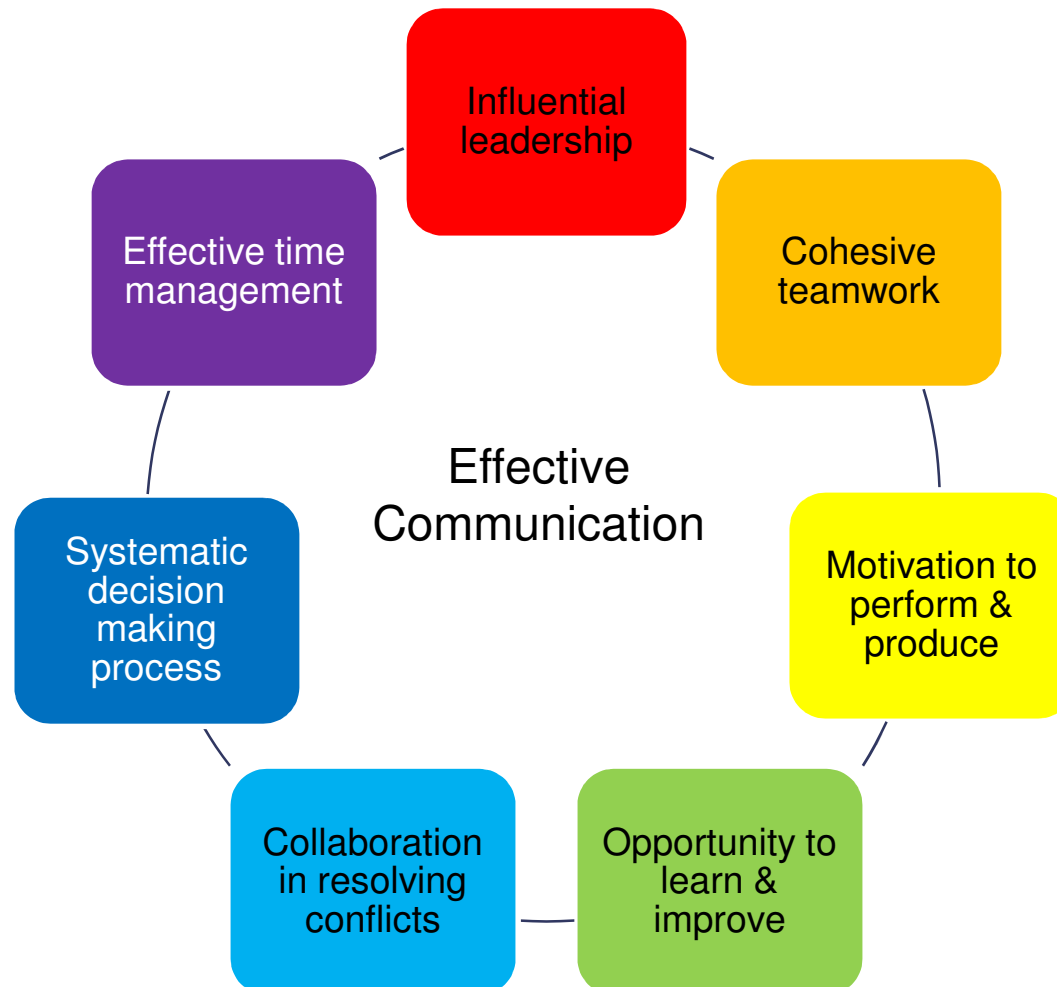 Influential
leadership
Effective time
management
Cohesive
teamwork
Effective
Communication
Systematic
decision
making
process
Motivation to
perform &
produce
Collaboration
in resolving
conflicts
Opportunity to
learn &
improve